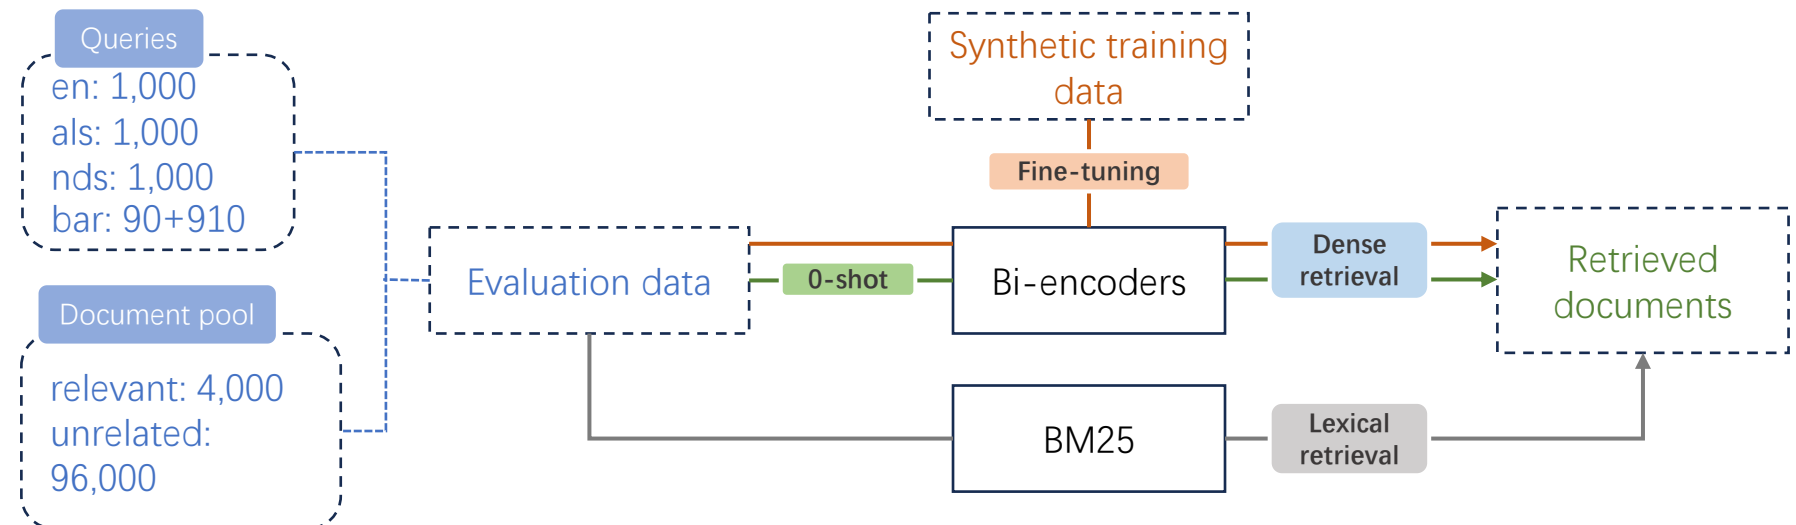 Queries
en: 1,000
als: 1,000
nds: 1,000
bar: 90+910
Document pool
relevant: 4,000
unrelated:
96,000
Evaluation data
0-shot
Synthetic training
data
Fine-tuning
Bi-encoders
BM25
Dense
retrieval
Lexical
retrieval
Retrieved
documents